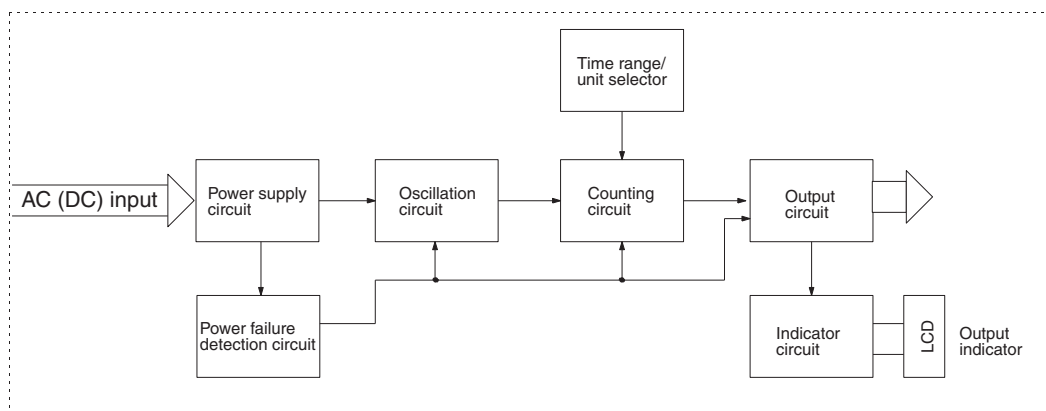 Time range/
unit selector
AC (DC) input
Power supply
circuit
Oscillation
circuit
Counting
circuit
Output
circuit
Power failure
detection circuit
Indicator
circuit
LCD
Output
indicator